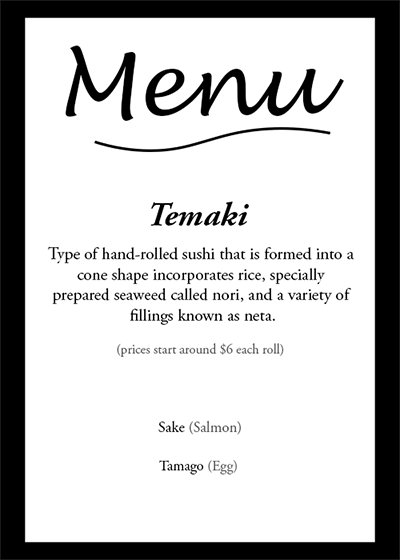 Menu
Temaki
Type of hand-rolled sushi that is formed into a
cone shape incorporates rice, specially
prepared seaweed called nori, and a variety of
fillings known as neta.
(prices start around $6 each roll)
Sake (Salmon)
Tamago (Egg)